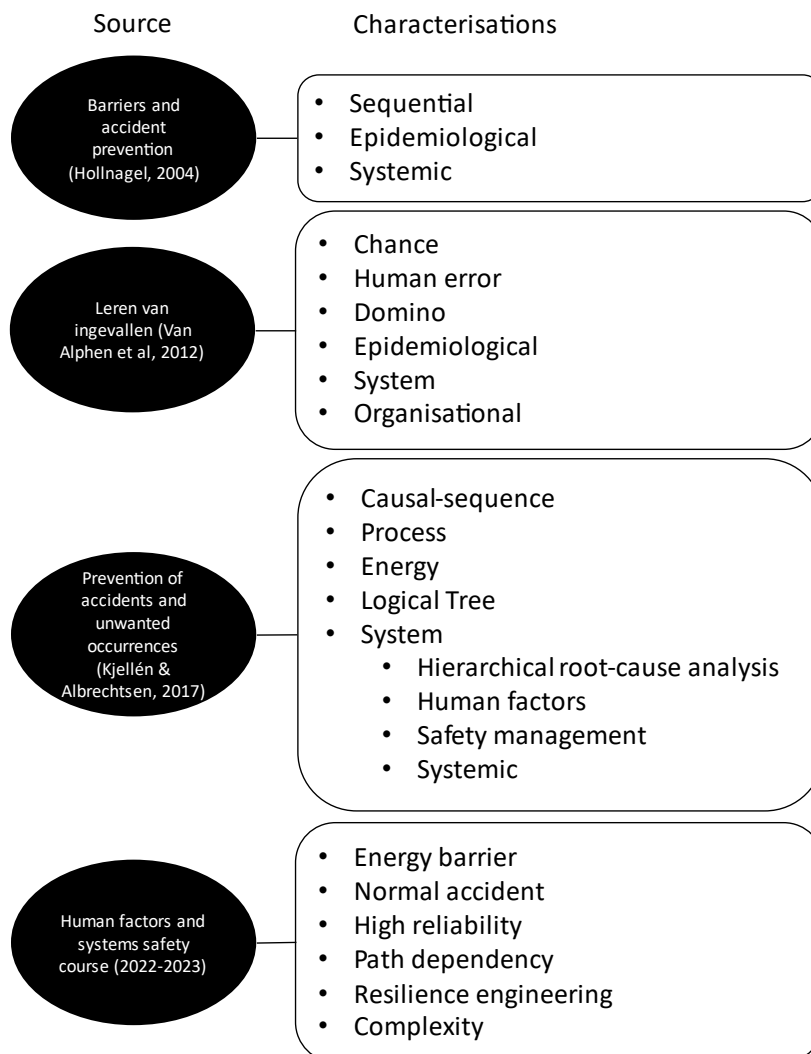 Source
Characterisations
Barriers and
accident
prevention
(Hollnagel, 2004)
• Sequential
• Epidemiological
• Systemic
Leren van
ingevallen (Van
Alphen et al, 2012)
• Chance
• Human error
• Domino
• Epidemiological
• System
• Organisational
Prevention of
accidents and
unwanted
occurrences
(Kjellén &
Albrechtsen, 2017)
• Causal-sequence
• Process
• Energy
• Logical Tree
• System
• Hierarchical root-cause analysis
• Human factors
• Safety management
• Systemic
Human factors and
systems safety
course (2022-2023)
• Energy barrier
• Normal accident
• High reliability
• Path dependency
• Resilience engineering
• Complexity